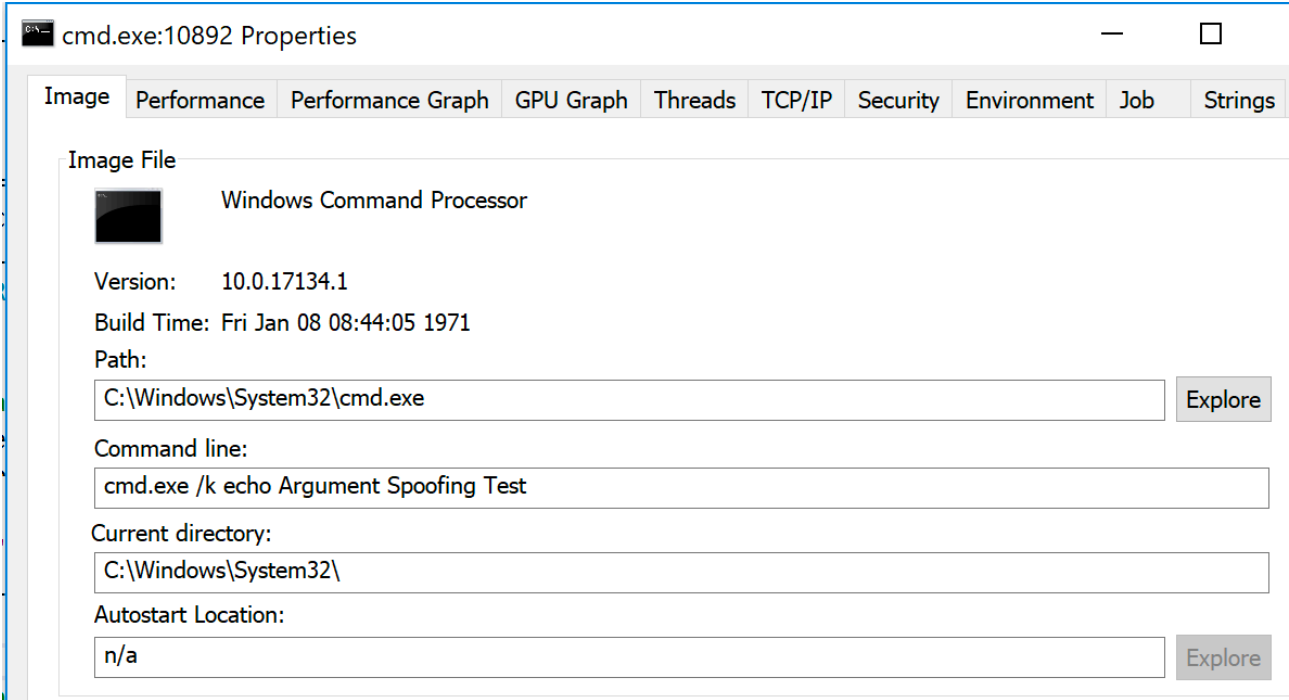 cmd.exe:10892 Properties
Image Performance Performance Graph GPU Graph Threads TCP/IP Security Environment Job Strings
Image File
Windows Command Processor
Version: 10.0.17134.1
Build Time: Fri Jan 08 08:44:05 1971
Path:
C:\Windows\System32\cmd.exe Explore
Command line:
cmd.exe /k echo Argument Spoofing Test
Current directory:
C:\Windows\System32\
Autostart Location:
n/a Explore